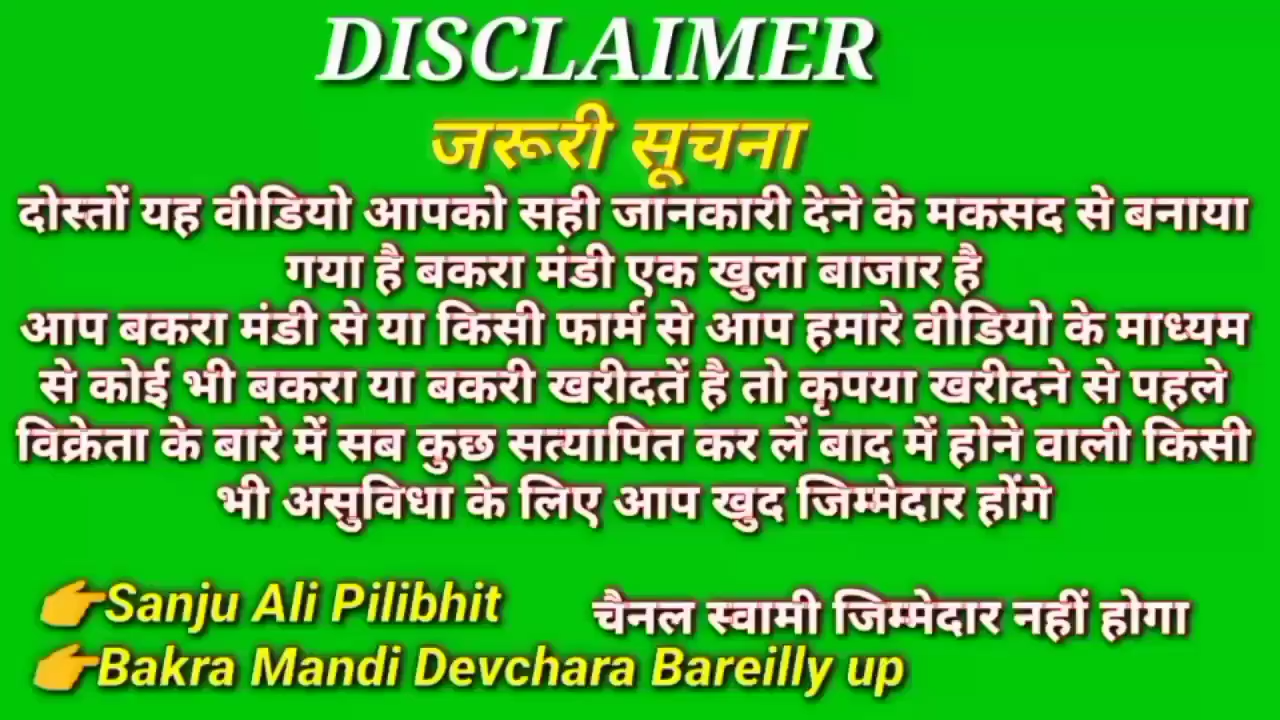 DISCLAIMER
जरूरी सूचना
दोस्तों यह वीडियो आपको सही जानकारी देने के मकसद से बनाया
गया है बकरा मंडी एक खुला बाजार है
आप बकरा मंडी से या किसी फार्म से आप हमारे वीडियो के माध्यम
से कोई भी बकरा या बकरी खरीदतें है तो कृपया खरीदने से पहले
विक्रेता के बारे में सब कुछ सत्यापित कर लें बाद में होने वाली किसी
भी असुविधा के लिए आप खुद जिम्मेदार होंगे
👉Sanju Ali Pilibhit
चैनल स्वामी जिम्मेदार नहीं होगा
👉Bakra Mandi Devchara Bareilly up